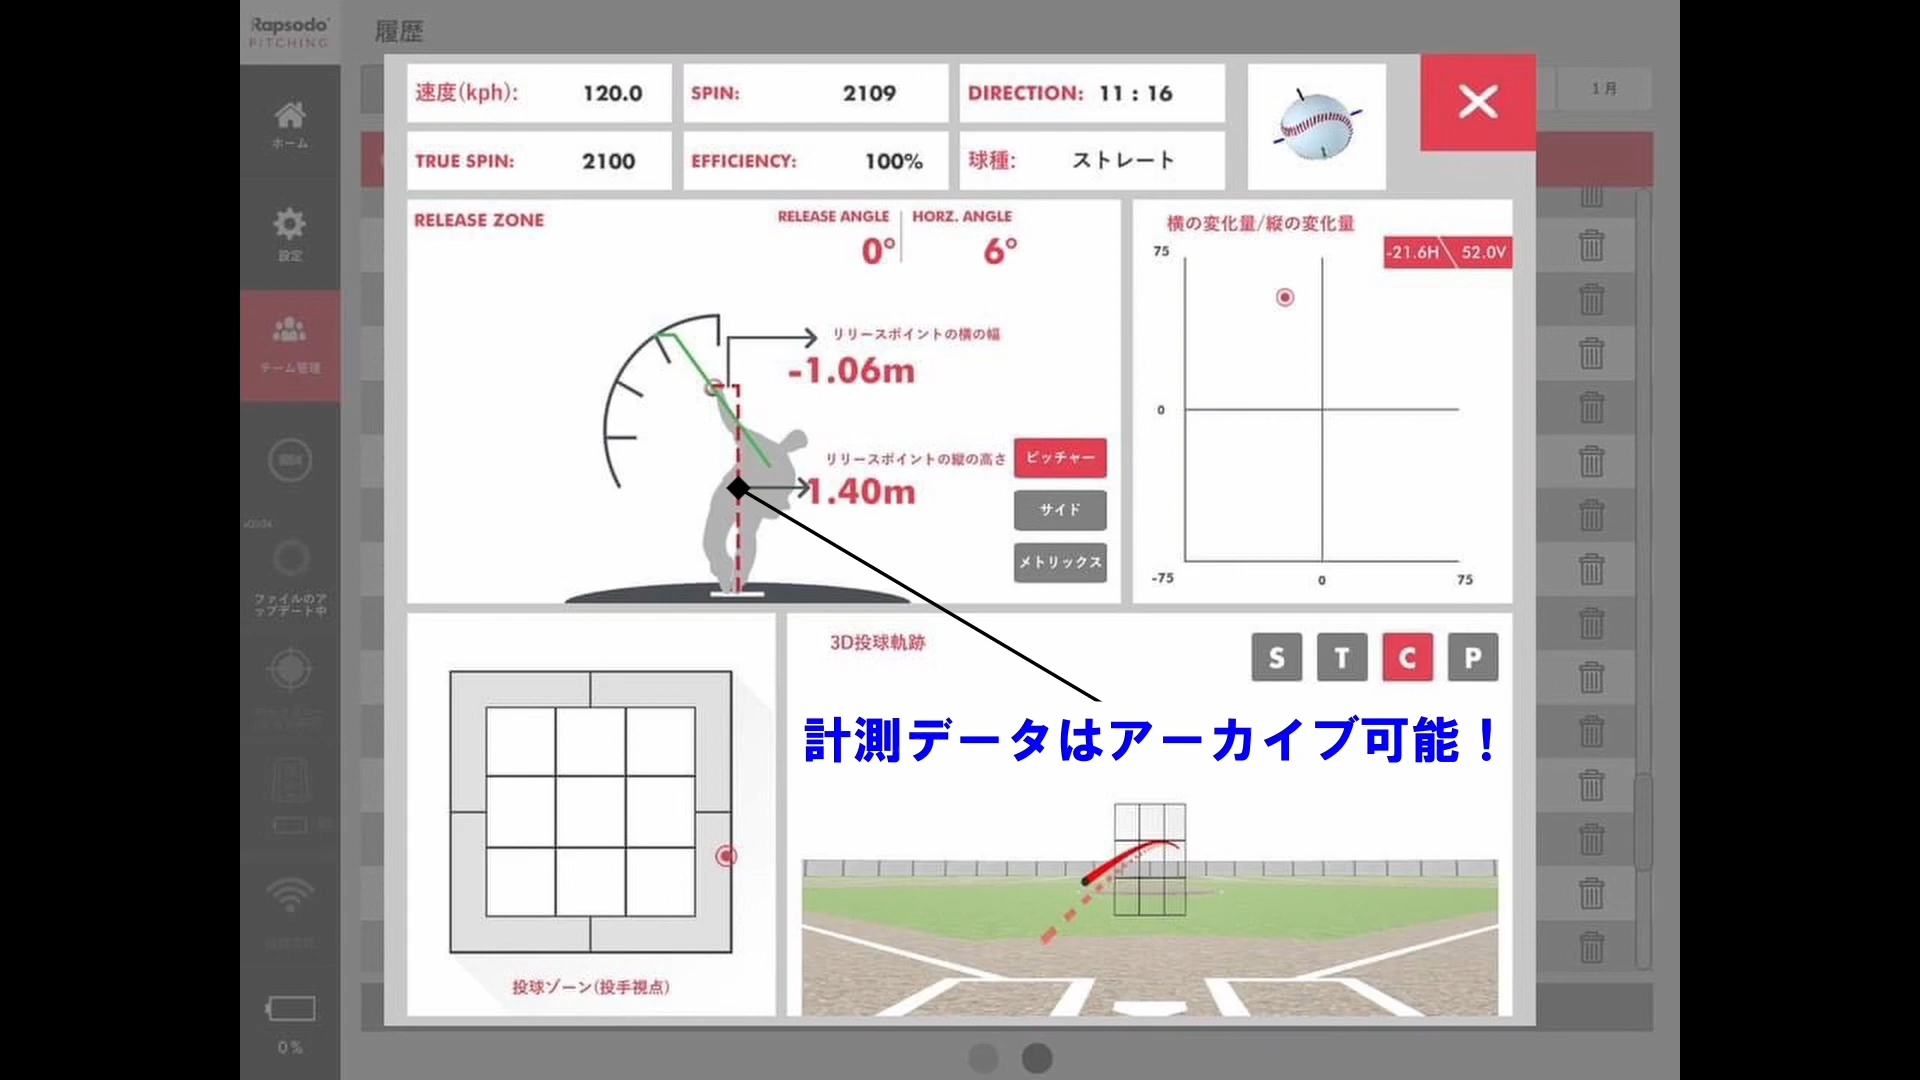 Rapsodo
PITCHING
履歴
ホーム
設定
チーム管理
ファイルのア
ップデート中
0%
1月
速度(kph): 120.0
SPIN: 2109
DIRECTION: 11 : 16
TRUE SPIN: 2100
EFFICIENCY: 100%
球種: ストレート
RELEASE ZONE
RELEASE ANGLE
0°
HORZ. ANGLE
6°
リリースポイントの横の幅
-1.06m
リリースポイントの縦の高さ
1.40m
ピッチャー
サイド
メトリックス
横の変化量/縦の変化量
-21.6H 52.0V
75
0
-75
0
75
投球ゾーン(投手視点)
3D投球軌跡
S T C P
計測データはアーカイブ可能！